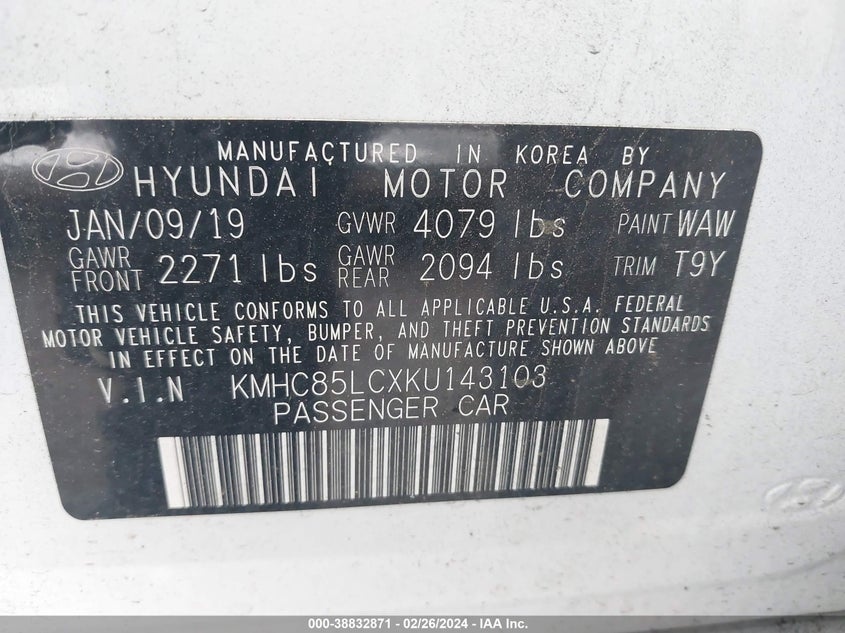 MANUFACTURED IN KOREA BY
HYUNDAI MOTOR COMPANY
JAN/09/19 GVWR 4079 lbs PAINT WAW
GAWR FRONT 2271 lbs GAWR REAR 2094 lbs TRIM T9Y
THIS VEHICLE CONFORMS TO ALL APPLICABLE U.S.A. FEDERAL
MOTOR VEHICLE SAFETY, BUMPER, AND THEFT PREVENTION STANDARDS
IN EFFECT ON THE DATE OF MANUFACTURE SHOWN ABOVE
V.I.N KMHC85LCXKU143103
PASSENGER CAR
000-38832871 - 02/26/2024 - IAA Inc.